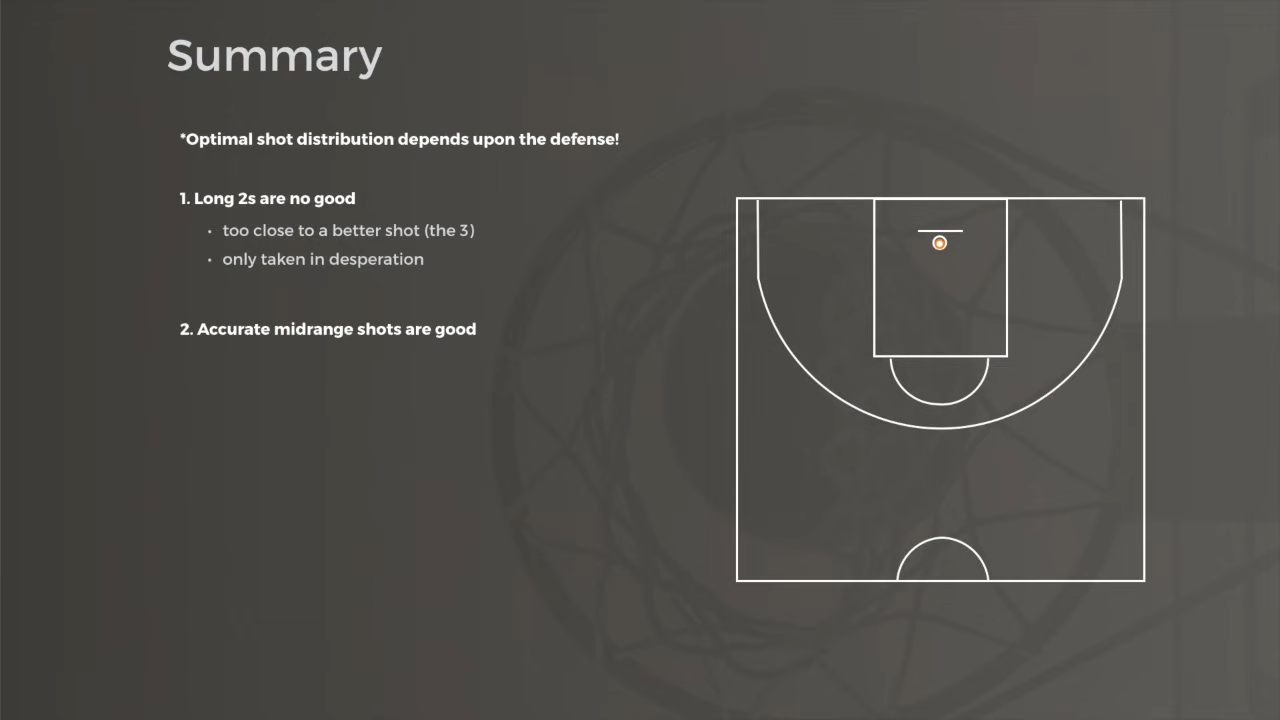 Summary
*Optimal shot distribution depends upon the defense!
1. Long 2s are no good
• too close to a better shot (the 3)
• only taken in desperation
2. Accurate midrange shots are good